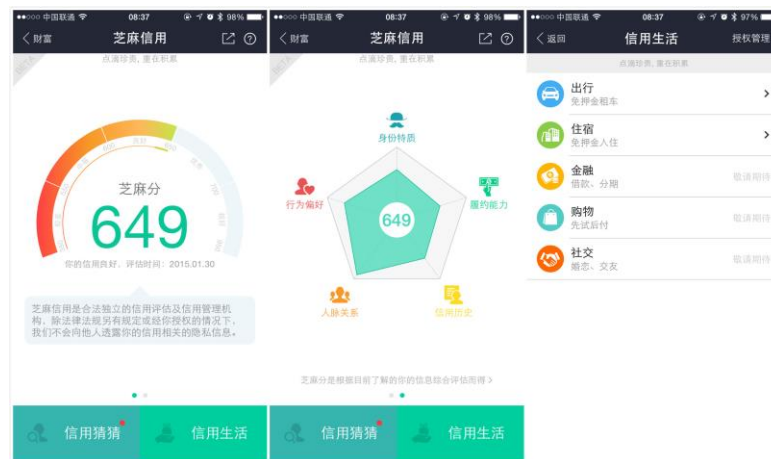 中国联通
08:37
98%
财富
芝麻信用
BETA
点滴珍贵, 重在积累
芝麻分
649
你的信用良好，评估时间：2015.01.30
芝麻信用是合法独立的信用评估及信用管理机
构，除法律法规另有规定或经你授权的情况下，
我们不会向他人透露你的信用相关的隐私信息。
信用猜猜
信用生活
中国联通
08:37
98%
财富
芝麻信用
BETA
点滴珍贵, 重在积累
身份特质
行为偏好
履约能力
649
人脉关系
信用历史
芝麻分是根据目前了解的你的信息综合评估而得 >
信用猜猜
信用生活
中国联通
08:37
97%
返回
信用生活
授权管理
点滴珍贵, 重在积累
出行
免押金租车
住宿
免押金入住
金融
借款、分期
敬请期待
购物
先试后付
敬请期待
社交
婚恋、交友
敬请期待